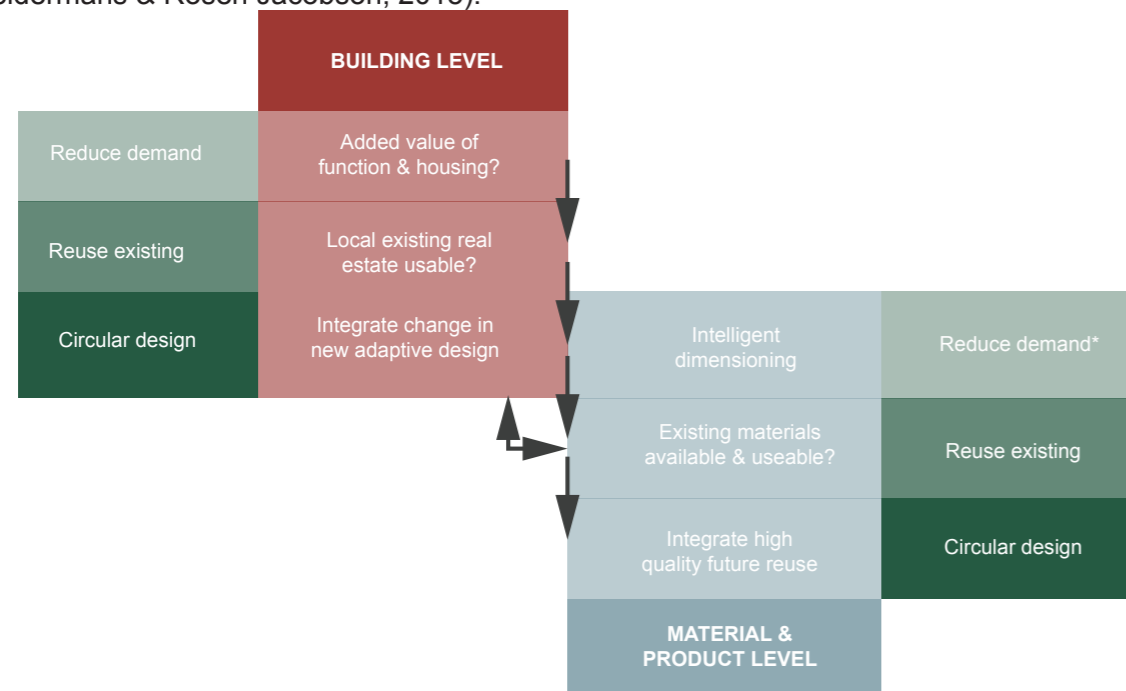 BUILDING LEVEL
Reduce demand
Added value of
function & housing?
Reuse existing
Local existing real
estate usable?
Circular design
Integrate change in
new adaptive design
Intelligent
dimensioning
Reduce demand*
Existing materials
available & useable?
Reuse existing
Integrate high
quality future reuse
Circular design
MATERIAL &
PRODUCT LEVEL